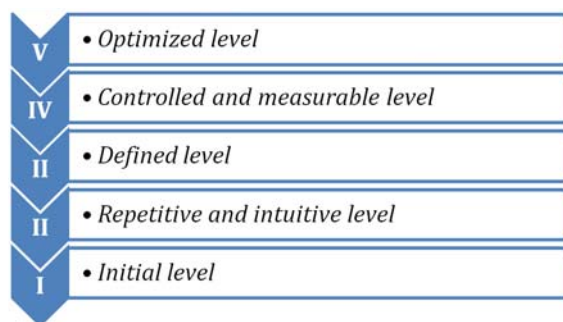 V
• Optimized level
IV
• Controlled and measurable level
II
• Defined level
II
• Repetitive and intuitive level
I
• Initial level